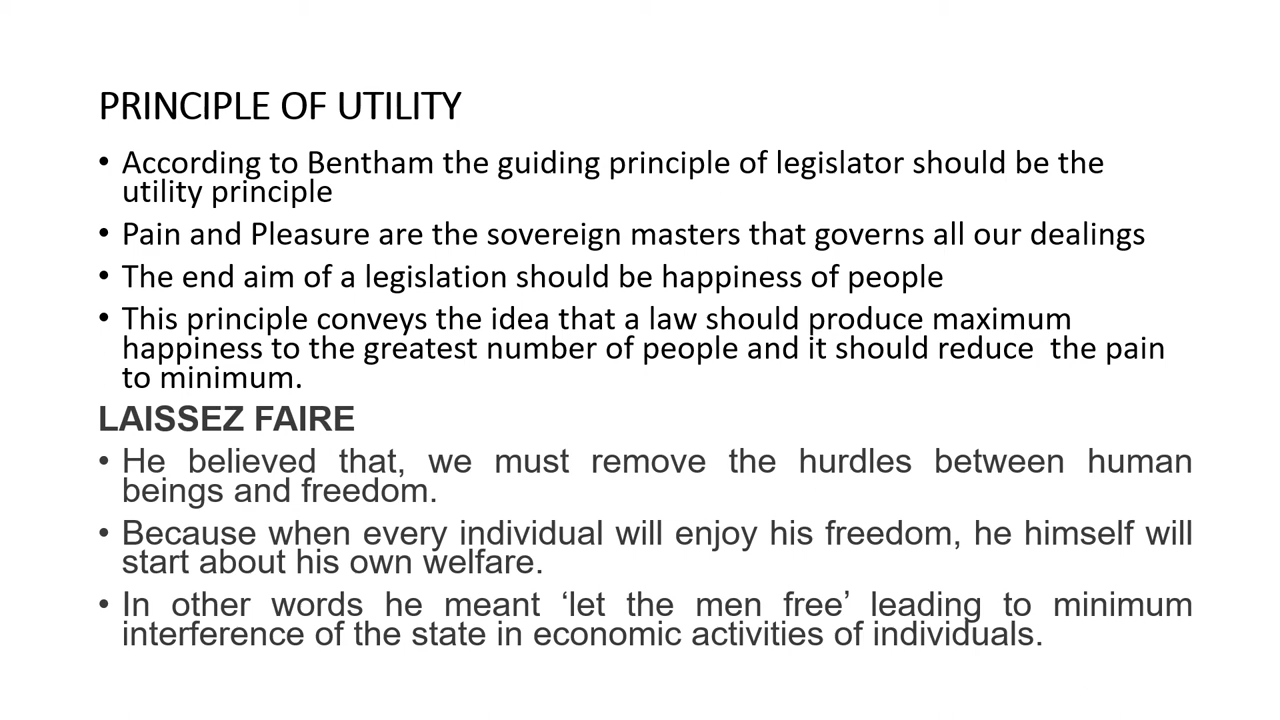 PRINCIPLE OF UTILITY
• According to Bentham the guiding principle of legislator should be the
utility principle
• Pain and Pleasure are the sovereign masters that governs all our dealings
• The end aim of a legislation should be happiness of people
• This principle conveys the idea that a law should produce maximum
happiness to the greatest number of people and it should reduce  the pain
to minimum.
LAISSEZ FAIRE
• He believed that, we must remove the hurdles between human
beings and freedom.
• Because when every individual will enjoy his freedom, he himself will
start about his own welfare.
• In other words he meant ‘let the men free’ leading to minimum
interference of the state in economic activities of individuals.